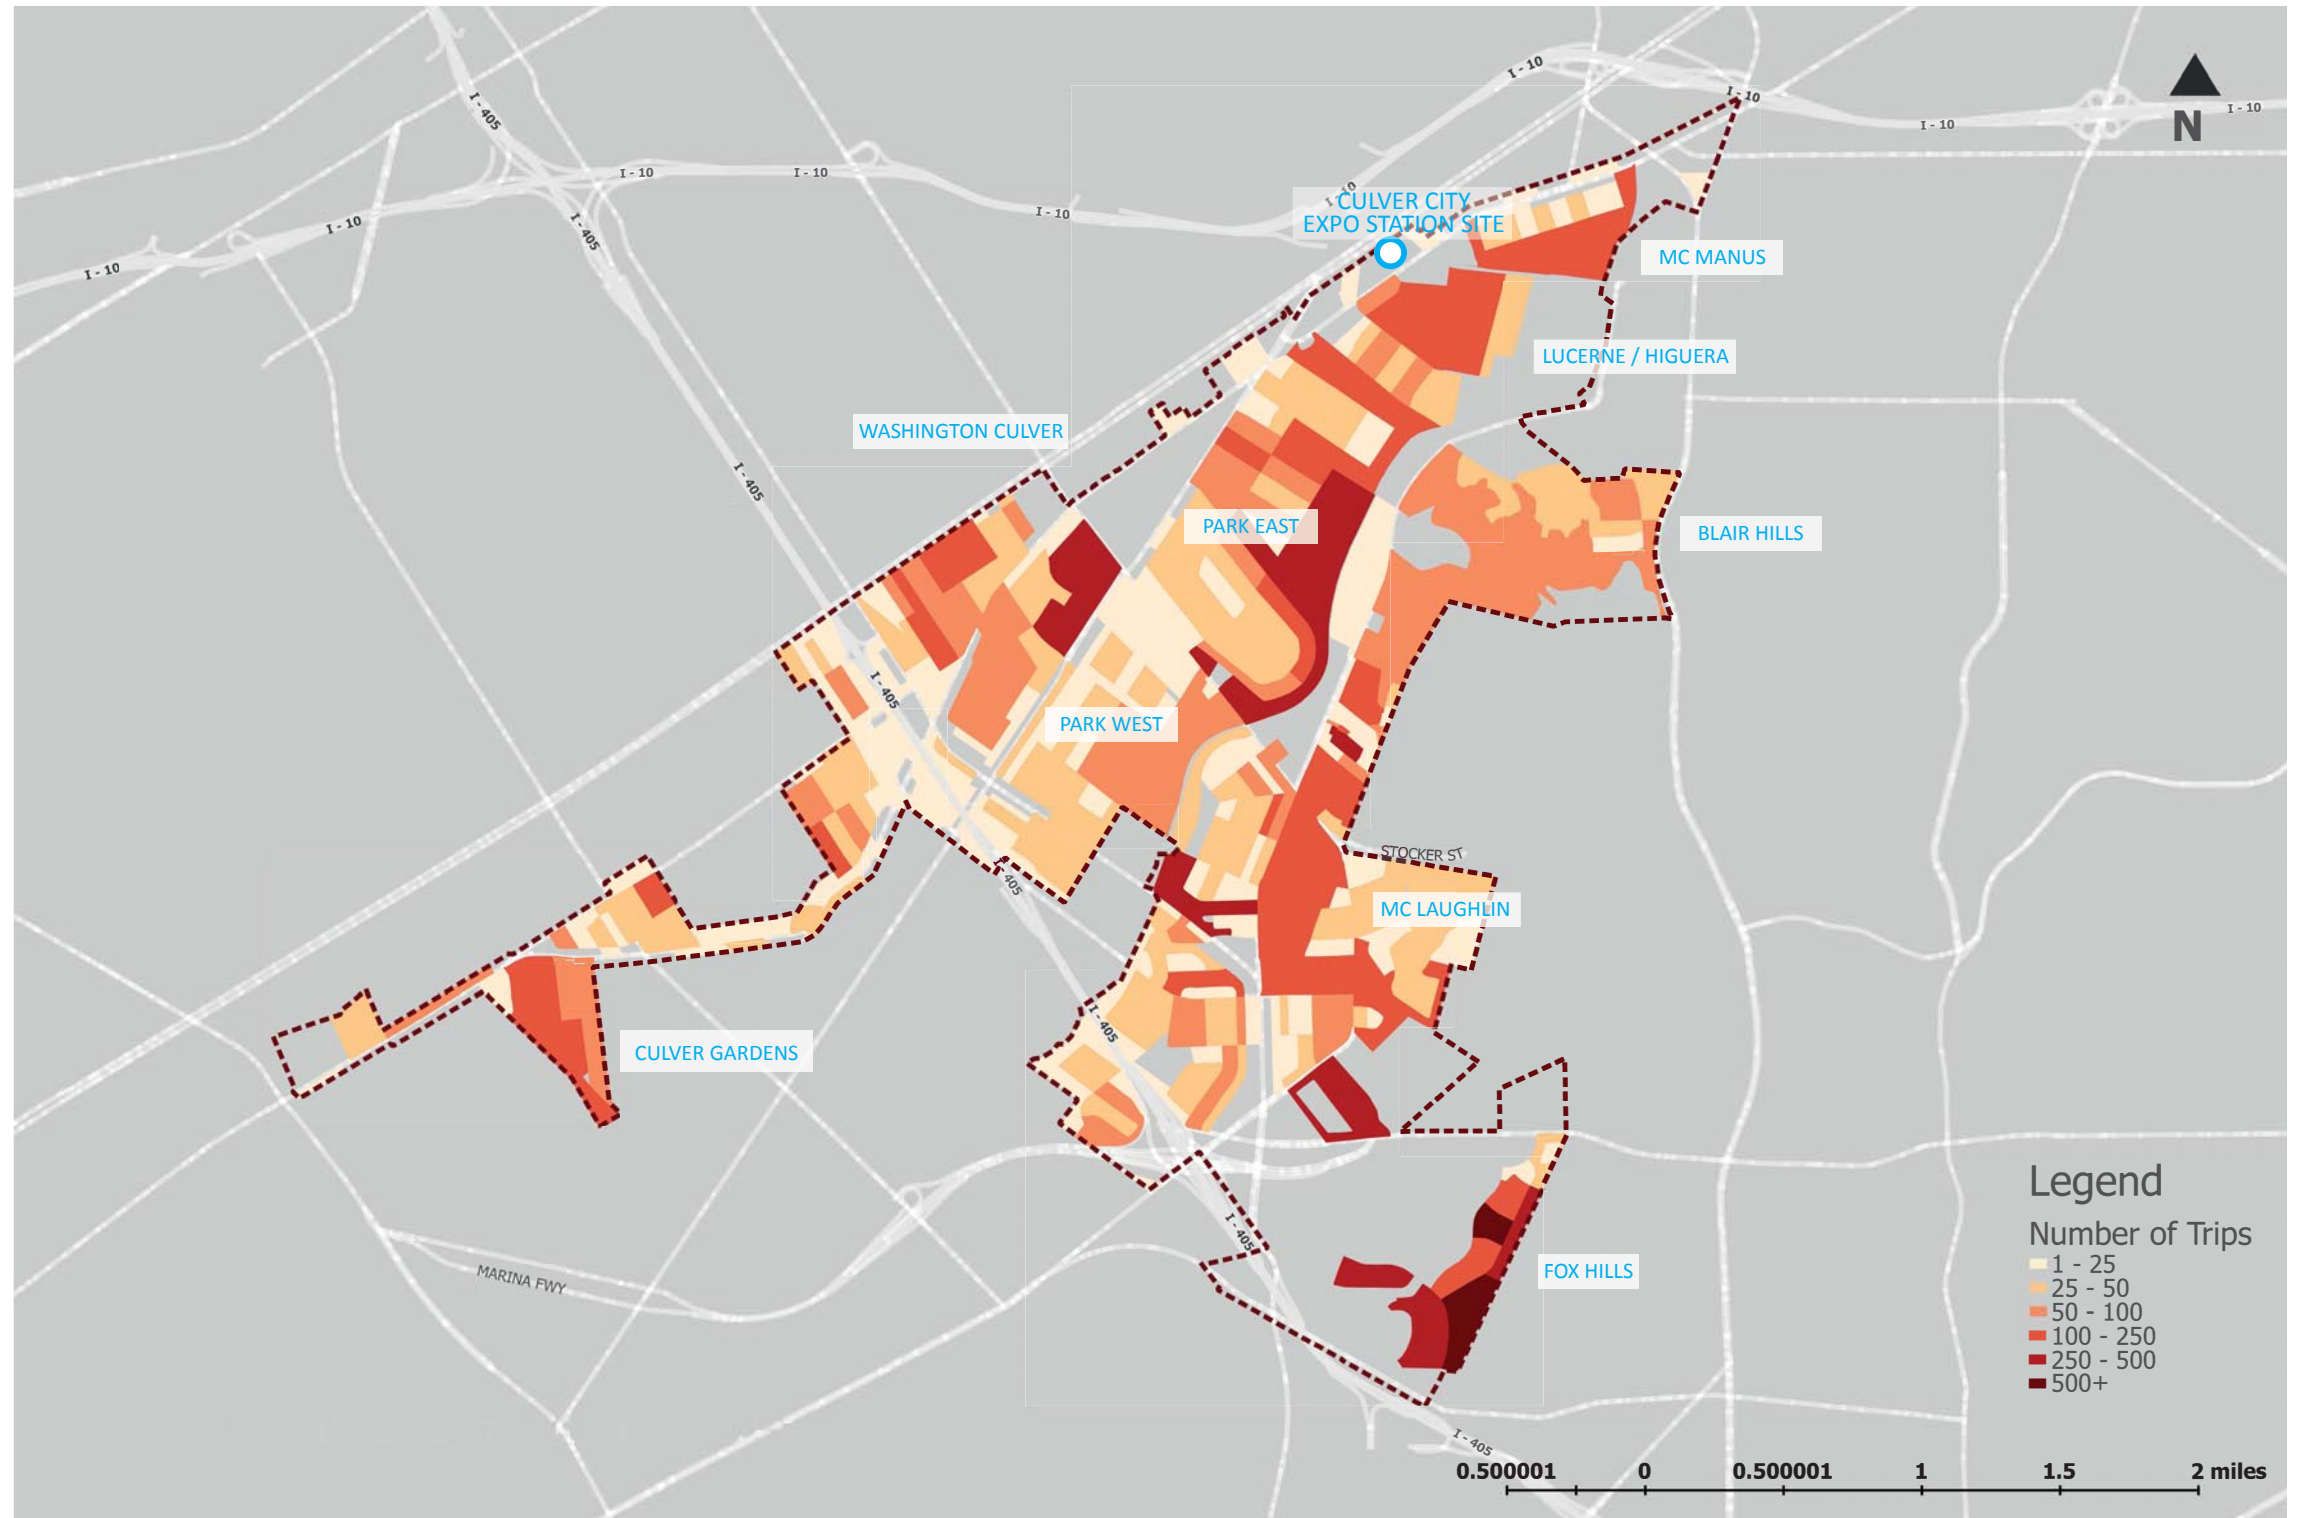 I - 10
I - 10
I - 10
I - 10
I - 405
N
I - 10
I - 10
I - 10
CULVER CITY
EXPO STATION SITE
I - 10
I - 10
I - 405
I - 10
MC MANUS
LUCERNE / HIGUERA
WASHINGTON CULVER
I - 405
PARK EAST
BLAIR HILLS
I - 405
PARK WEST
STOCKER ST
I - 405
MC LAUGHLIN
I - 405
CULVER GARDENS
Legend
Number of Trips
1 - 25
25 - 50
50 - 100
100 - 250
250 - 500
500+
I - 405
FOX HILLS
MARINA FWY
I - 405
0.500001 0 0.500001 1 1.5 2 miles